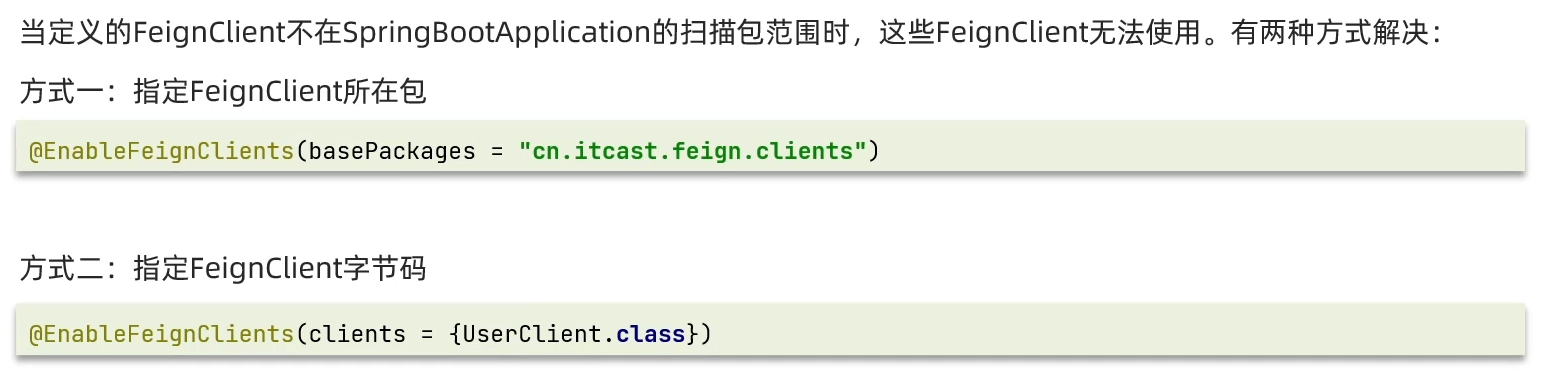 当定义的FeignClient不在SpringBootApplication的扫描包范围时，这些FeignClient无法使用。有两种方式解决：
方式一：指定FeignClient所在包
@EnableFeignClients(basePackages = "cn.itcast.feign.clients")
方式二：指定FeignClient字节码
@EnableFeignClients(clients = {UserClient.class})